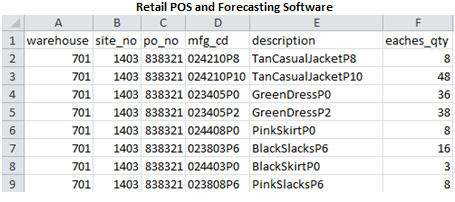 Retail POS and Forecasting Software
A B C D E F
1 warehouse site_no po_no mfg_cd description eaches_qty
2 701 1403 838321 024210P8 TanCasualJacketP8 8
3 701 1403 838321 024210P10 TanCasualJacketP10 48
4 701 1403 838321 023405P0 GreenDressP0 36
5 701 1403 838321 023405P2 GreenDressP2 38
6 701 1403 838321 024408P0 PinkSkirtP0 8
7 701 1403 838321 023803P6 BlackSlacksP6 16
8 701 1403 838321 024403P0 BlackSkirtP0 3
9 701 1403 838321 023808P6 PinkSlacksP6 8